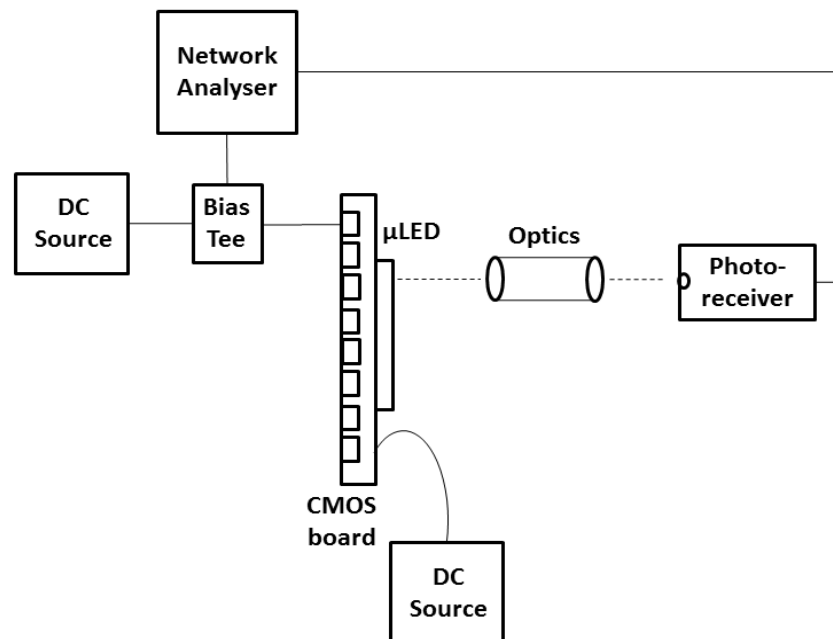 Network
Analyser
DC
Source
Bias
Tee
µLED
Optics
Photo-
receiver
CMOS
board
DC
Source